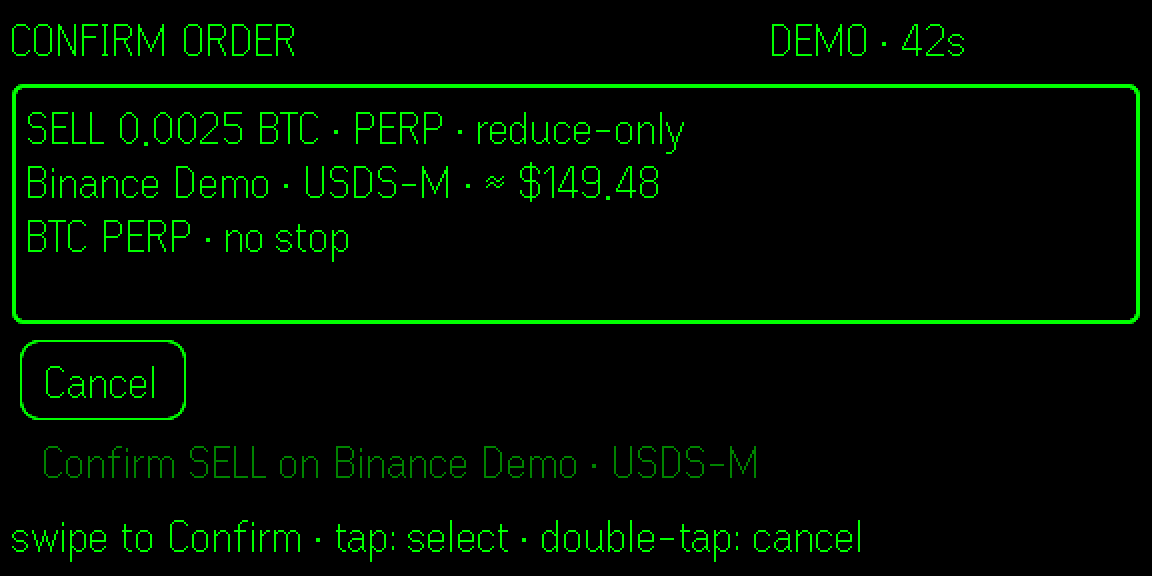 CONFIRM ORDER DEMO · 42s
SELL 0.0025 BTC · PERP · reduce-only
Binance Demo · USDS-M · ≈ $149.48
BTC PERP · no stop
Cancel
Confirm SELL on Binance Demo · USDS-M
swipe to Confirm · tap: select · double-tap: cancel